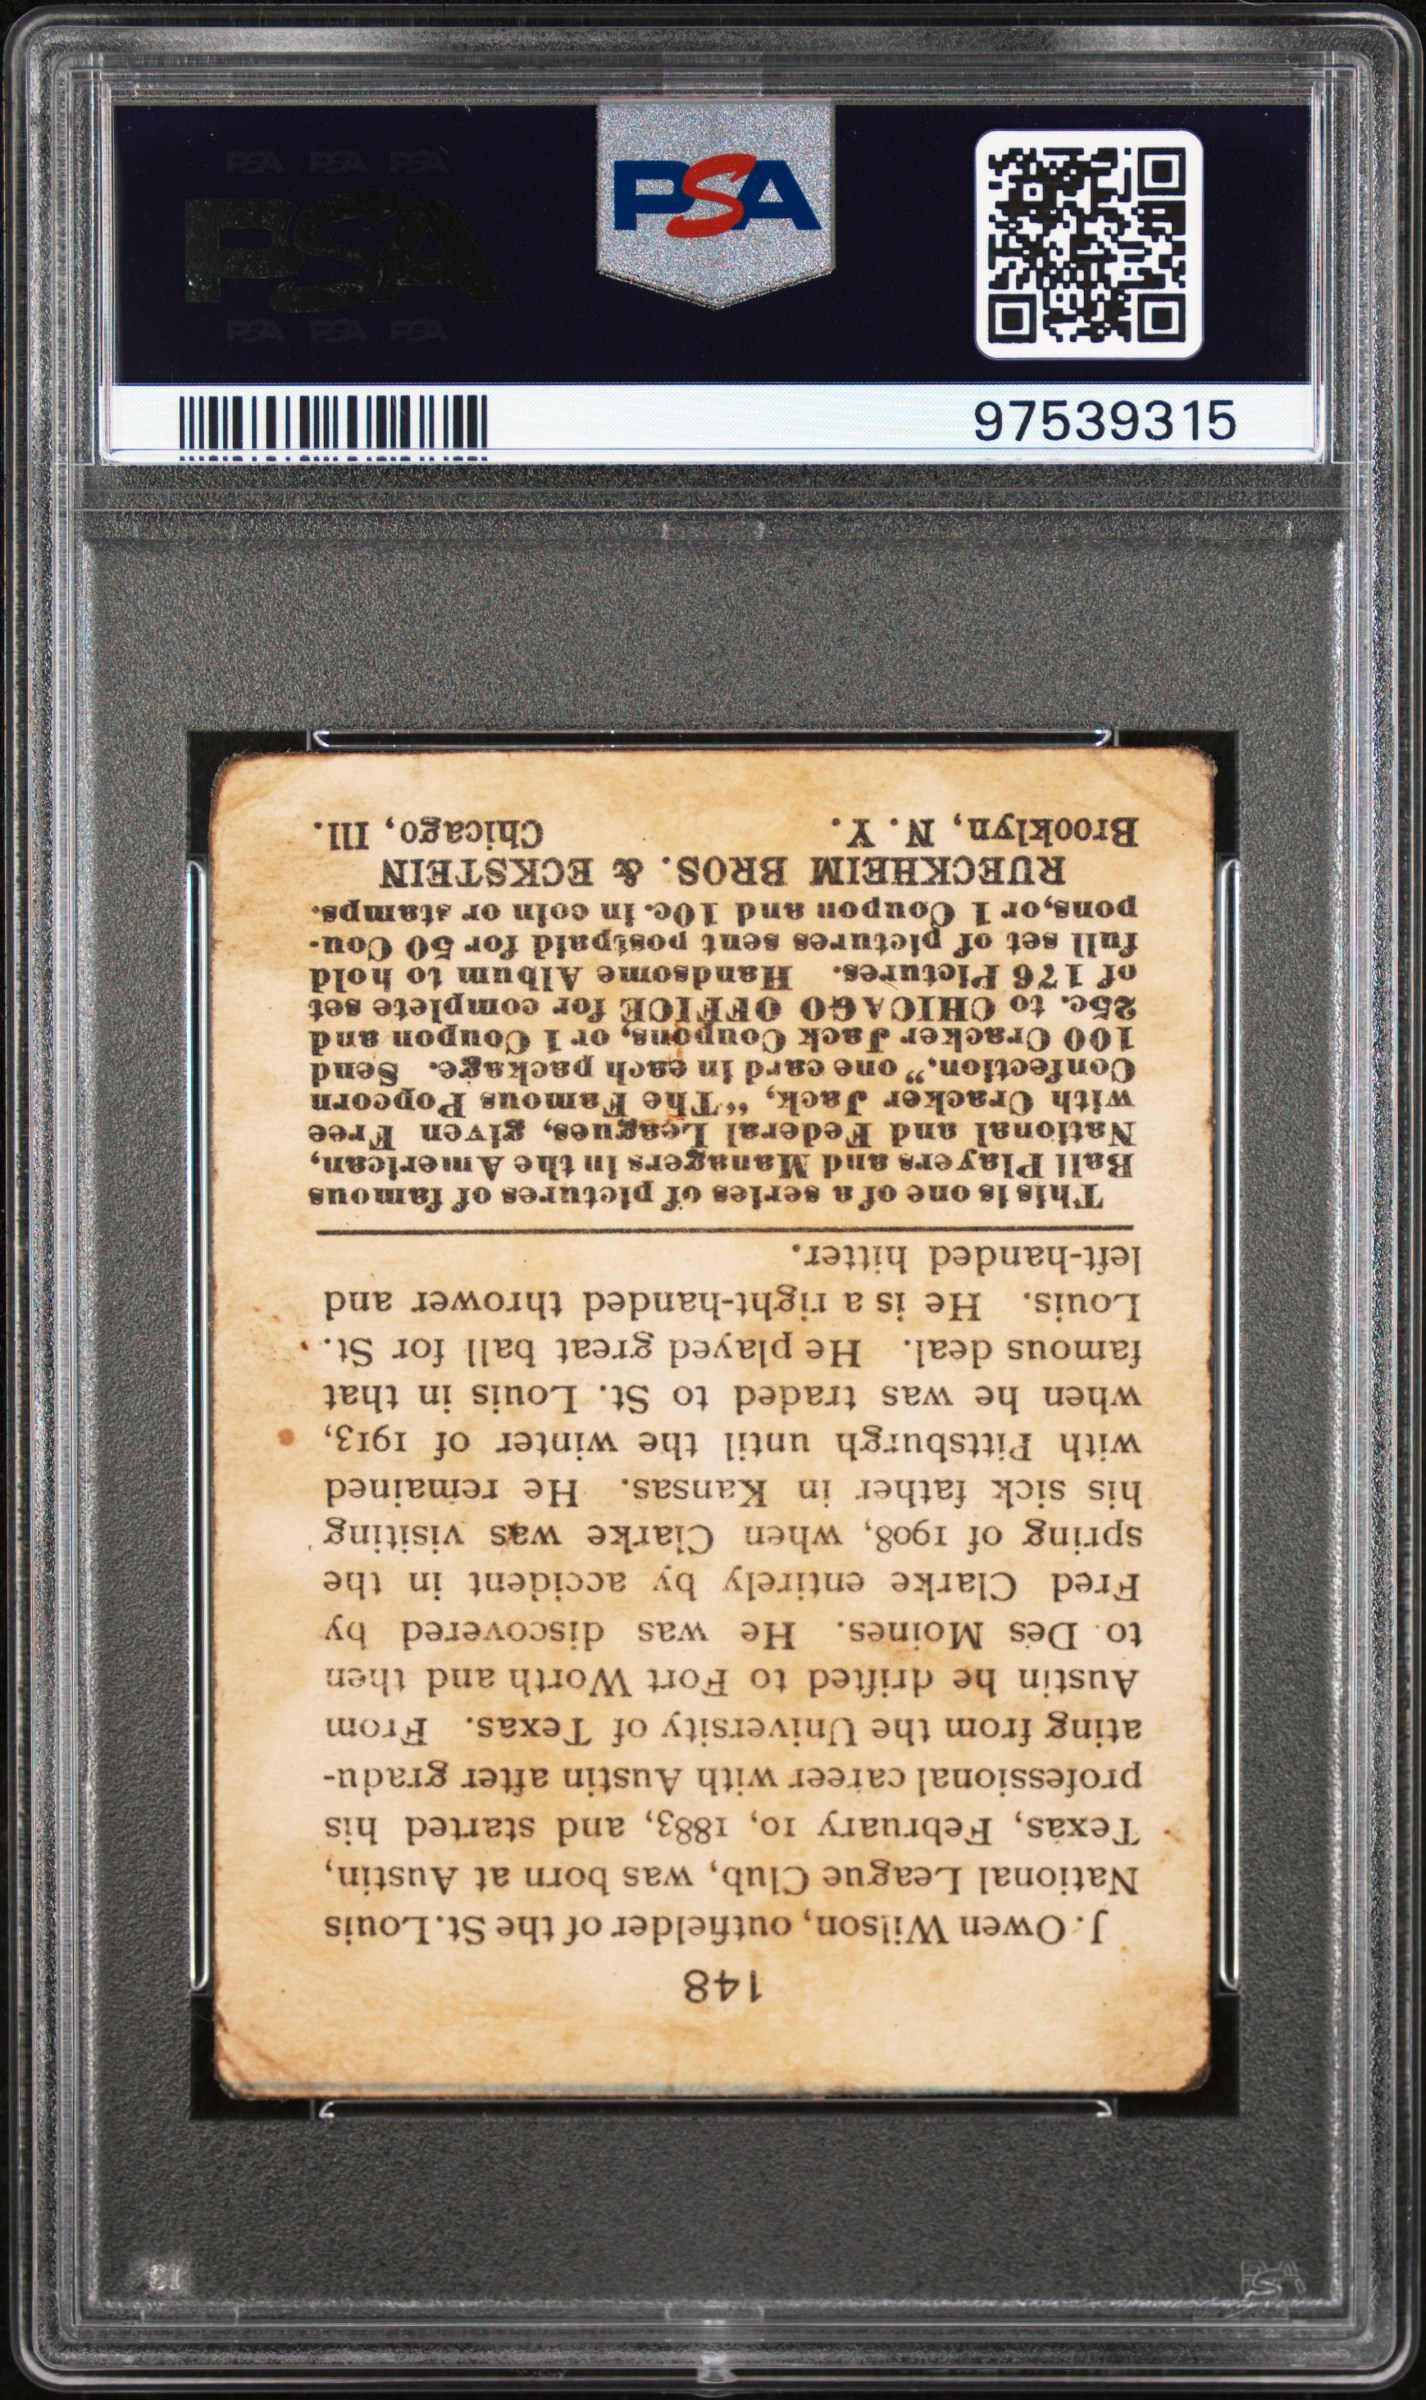 PSA PSA PSA
PSA
PSA PSA PSA
PSA
97539315
148
J. Owen Wilson, outfielder of the St. Louis
National League Club, was born at Austin,
Texas, February 10, 1883, and started his
professional career with Austin after gradu-
ating from the University of Texas. From
Austin he drifted to Fort Worth and then
to Des Moines. He was discovered by
Fred Clarke entirely by accident in the
spring of 1908, when Clarke was visiting
his sick father in Kansas. He remained
with Pittsburgh until the winter of 1913,
when he was traded to St. Louis in that
famous deal. He played great ball for St.
Louis. He is a right-handed thrower and
left-handed hitter.
This is one of a series of pictures of famous
Ball Players and Managers in the American,
National and Federal Leagues, given Free
with Cracker Jack, "The Famous Popcorn
Confection," one card in each package. Send
100 Cracker Jack Coupons, or 1 Coupon and
25c. to CHICAGO OFFICE for complete set
of 176 Pictures. Handsome Album to hold
full set of pictures sent postpaid for 50 Cou-
pons, or 1 Coupon and 10c. in coin or stamps.
RUECKHEIM BROS. & ECKSTEIN
Brooklyn, N. Y. Chicago, Ill.
PSA